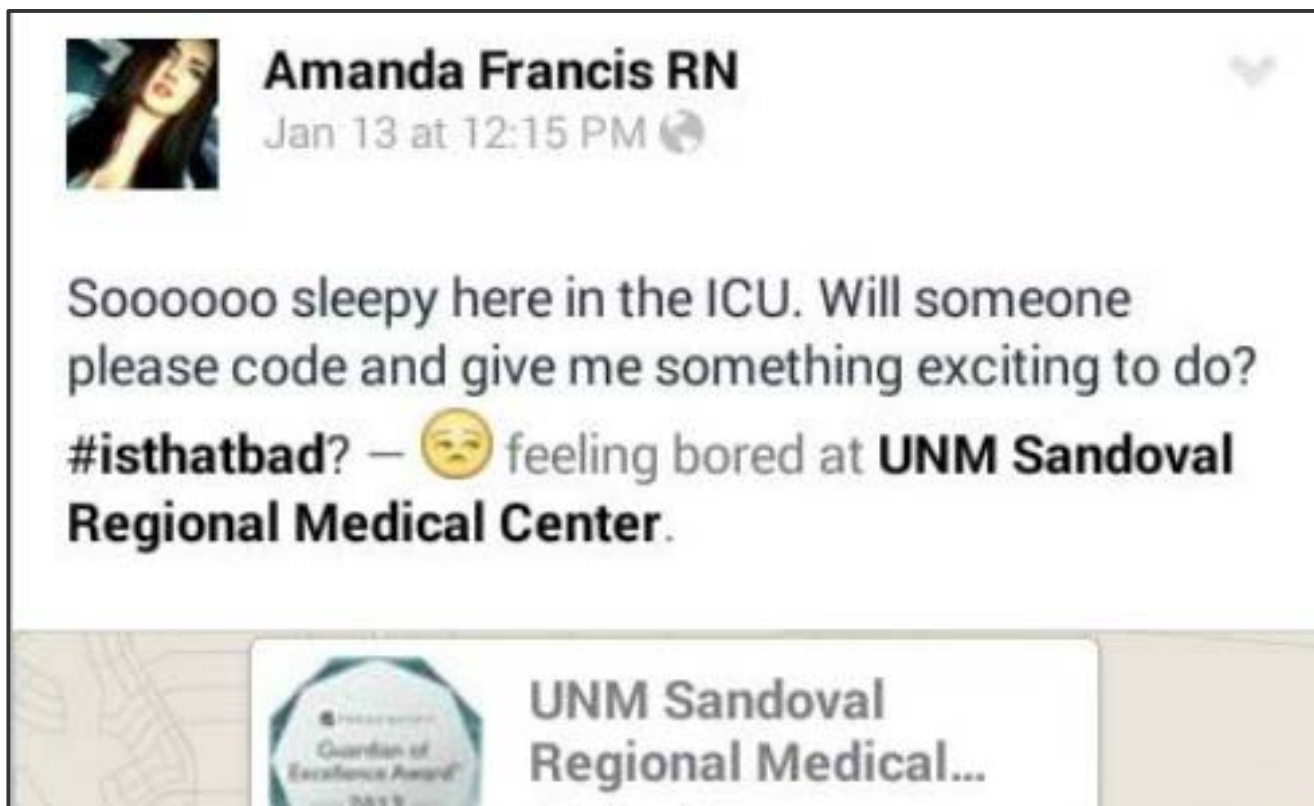 Amanda Francis RN
Jan 13 at 12:15 PM
Soooooo sleepy here in the ICU. Will someone
please code and give me something exciting to do?
#isthatbad? — feeling bored at UNM Sandoval
Regional Medical Center.
UNM Sandoval
Regional Medical...
Guardian of
Excellence Award
2013